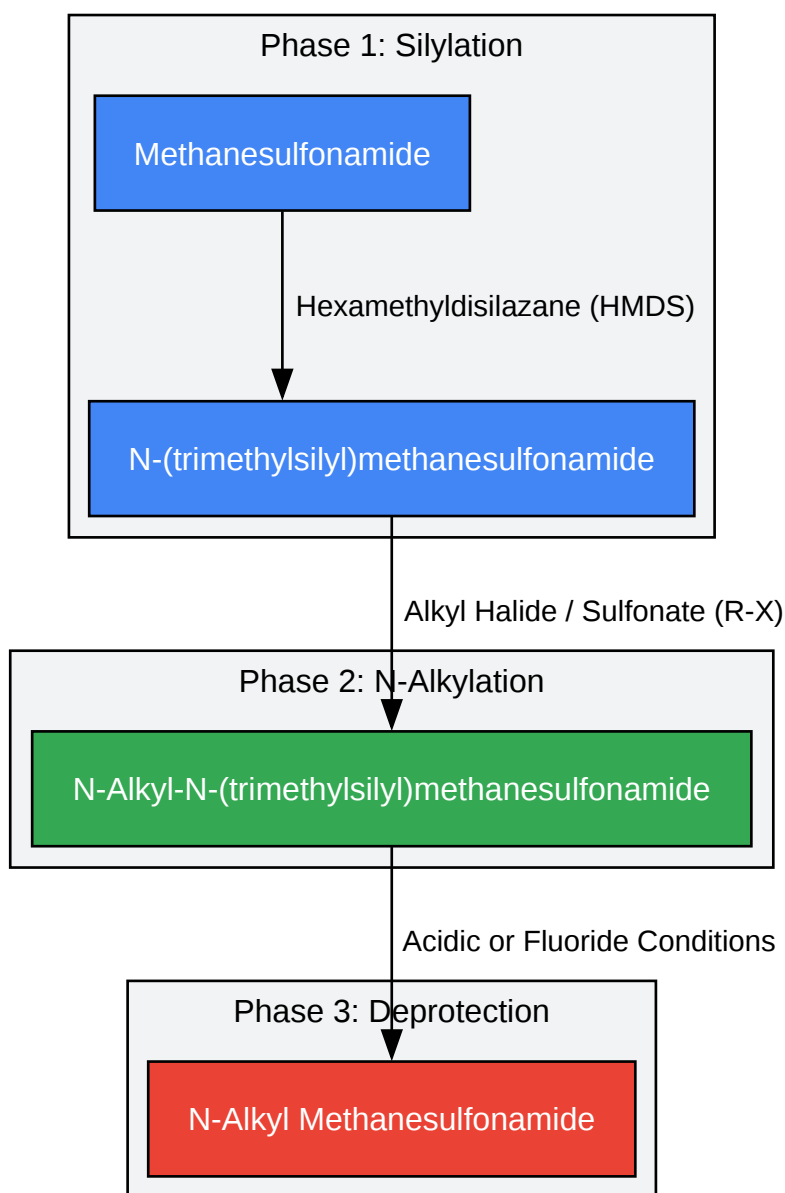 Phase 1: Silylation
Methanesulfonamide
Hexamethyldisilazane (HMDS)
N-(trimethylsilyl)methanesulfonamide
Alkyl Halide / Sulfonate (R-X)
Phase 2: N-Alkylation
N-Alkyl-N-(trimethylsilyl)methanesulfonamide
Acidic or Fluoride Conditions
Phase 3: Deprotection
N-Alkyl Methanesulfonamide